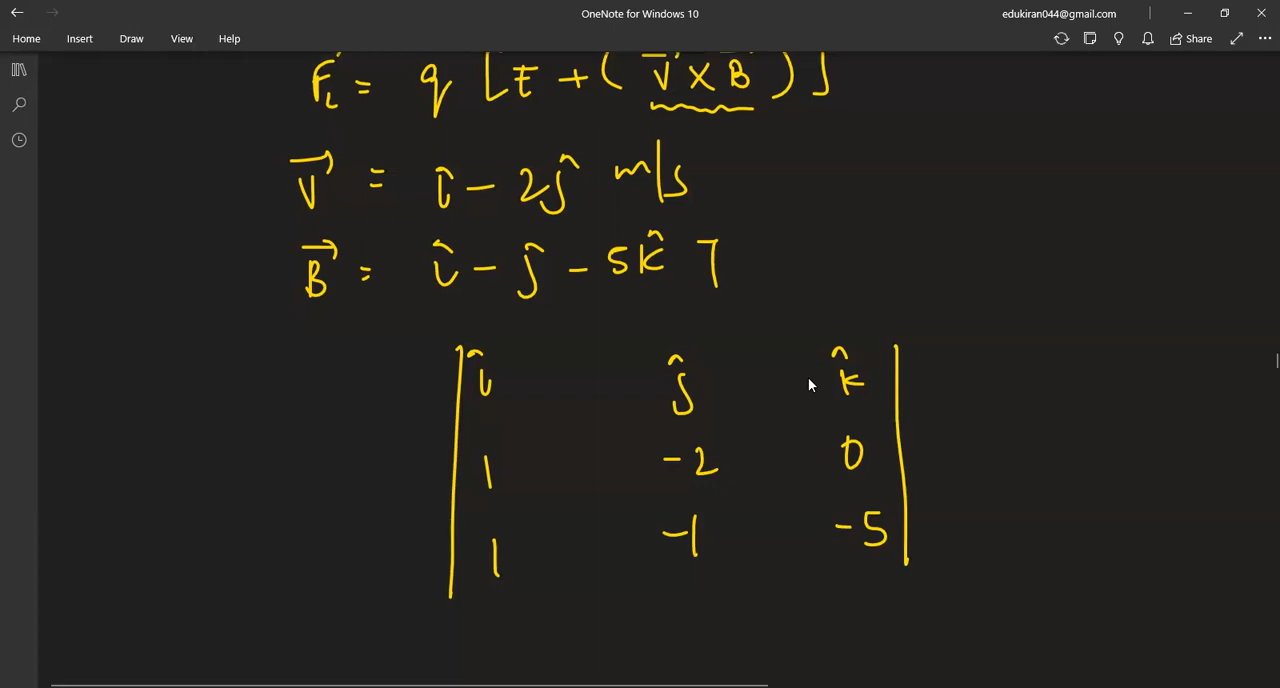 OneNote for Windows 10
edukiran044@gmail.com
Home Insert Draw View Help
Share
F_L = q [E + (V × B)]
V⃗ = î - 2ĵ m/s
B⃗ = î - ĵ - 5k̂ T
î ĵ k̂
1 -2 0
1 -1 -5